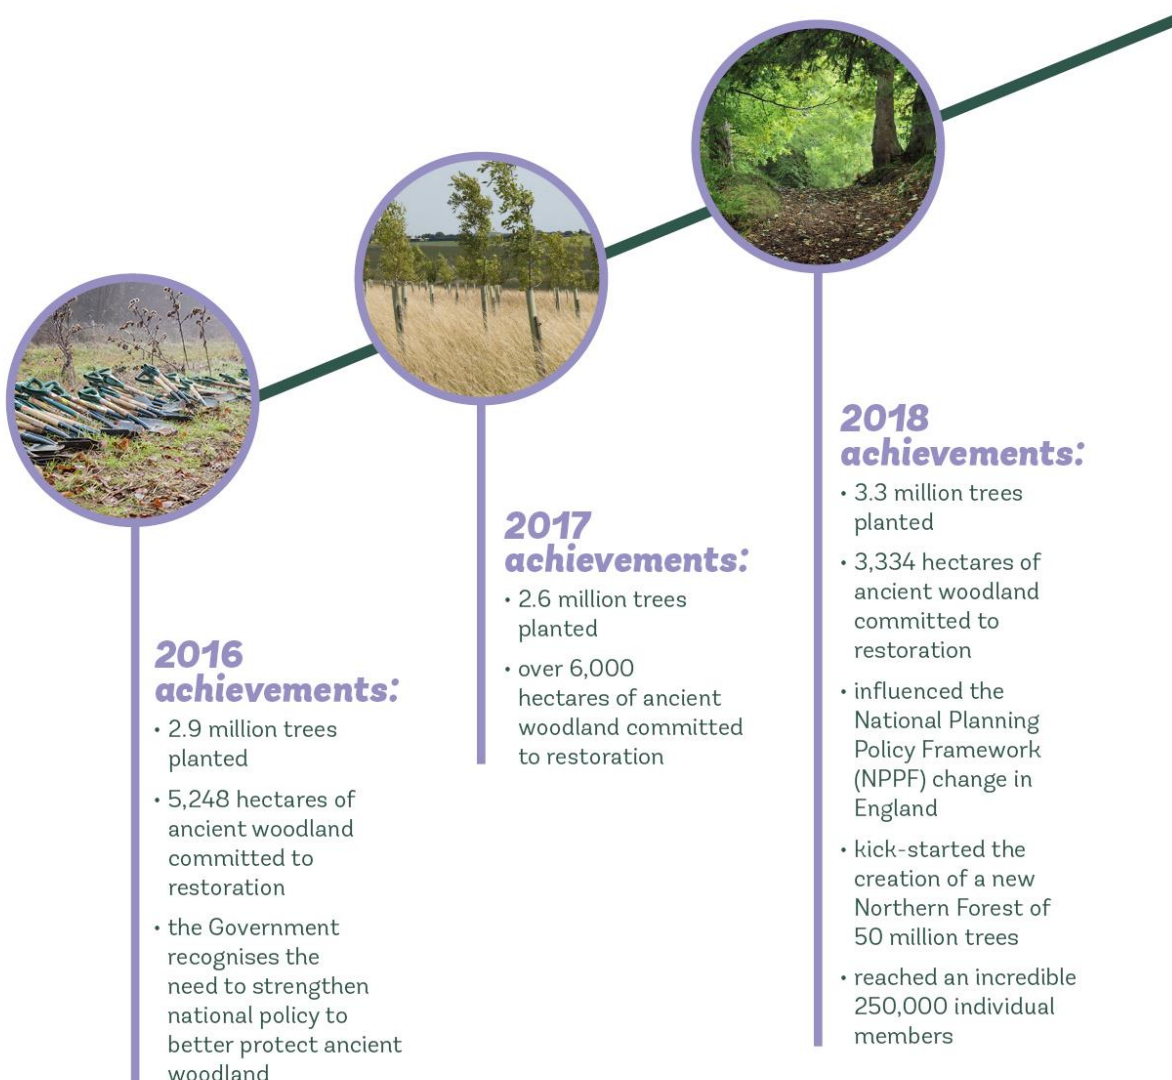 2016
achievements:
• 2.9 million trees
planted
• 5,248 hectares of
ancient woodland
committed to
restoration
• the Government
recognises the
need to strengthen
national policy to
better protect ancient
woodland
2017
achievements:
• 2.6 million trees
planted
• over 6,000
hectares of ancient
woodland committed
to restoration
2018
achievements:
• 3.3 million trees
planted
• 3,334 hectares of
ancient woodland
committed to
restoration
• influenced the
National Planning
Policy Framework
(NPPF) change in
England
• kick-started the
creation of a new
Northern Forest of
50 million trees
• reached an incredible
250,000 individual
members